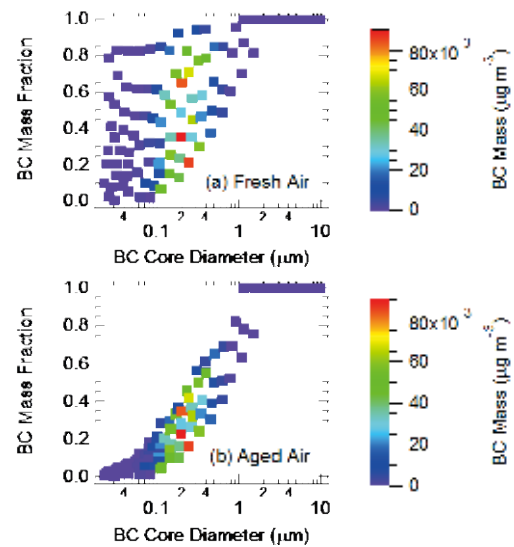 1.0
0.8
0.6
0.4
0.2
0.0
BC Mass Fraction
(a) Fresh Air
4 2 4 2 4
0.1 1 10
BC Core Diameter (μm)
80x10³
60
40
20
0
BC Mass (μg m⁻³)
1.0
0.8
0.6
0.4
0.2
0.0
BC Mass Fraction
(b) Aged Air
4 2 4 2 4
0.1 1 10
BC Core Diameter (μm)
80x10³
60
40
20
0
BC Mass (μg m⁻³)